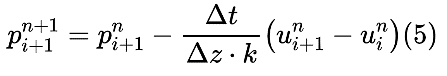 $p_{i+1}^{n+1} = p_{i+1}^{n} - \frac{\Delta t}{\Delta z \cdot k} \left( u_{i+1}^{n} - u_{i}^{n} \right) (5)$